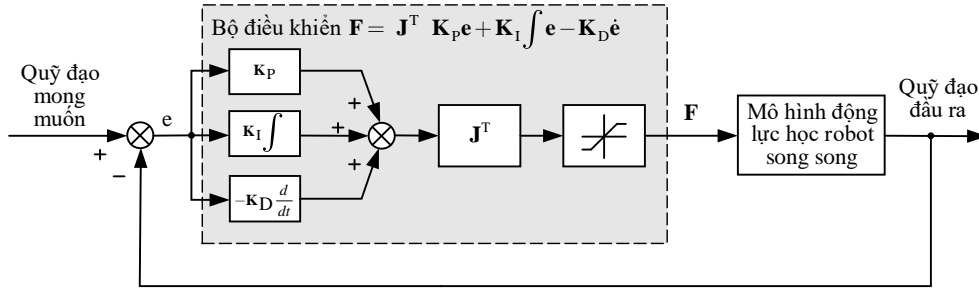 Bộ điều khiển F = J^T K_P e + K_I ∫ e − K_D ė
Quỹ đạo
mong
muốn
e
+
−
K_P
K_I ∫
−K_D d/dt
+
+
+
J^T
F
Mô hình động
lực học robot
song song
Quỹ đạo
đầu ra